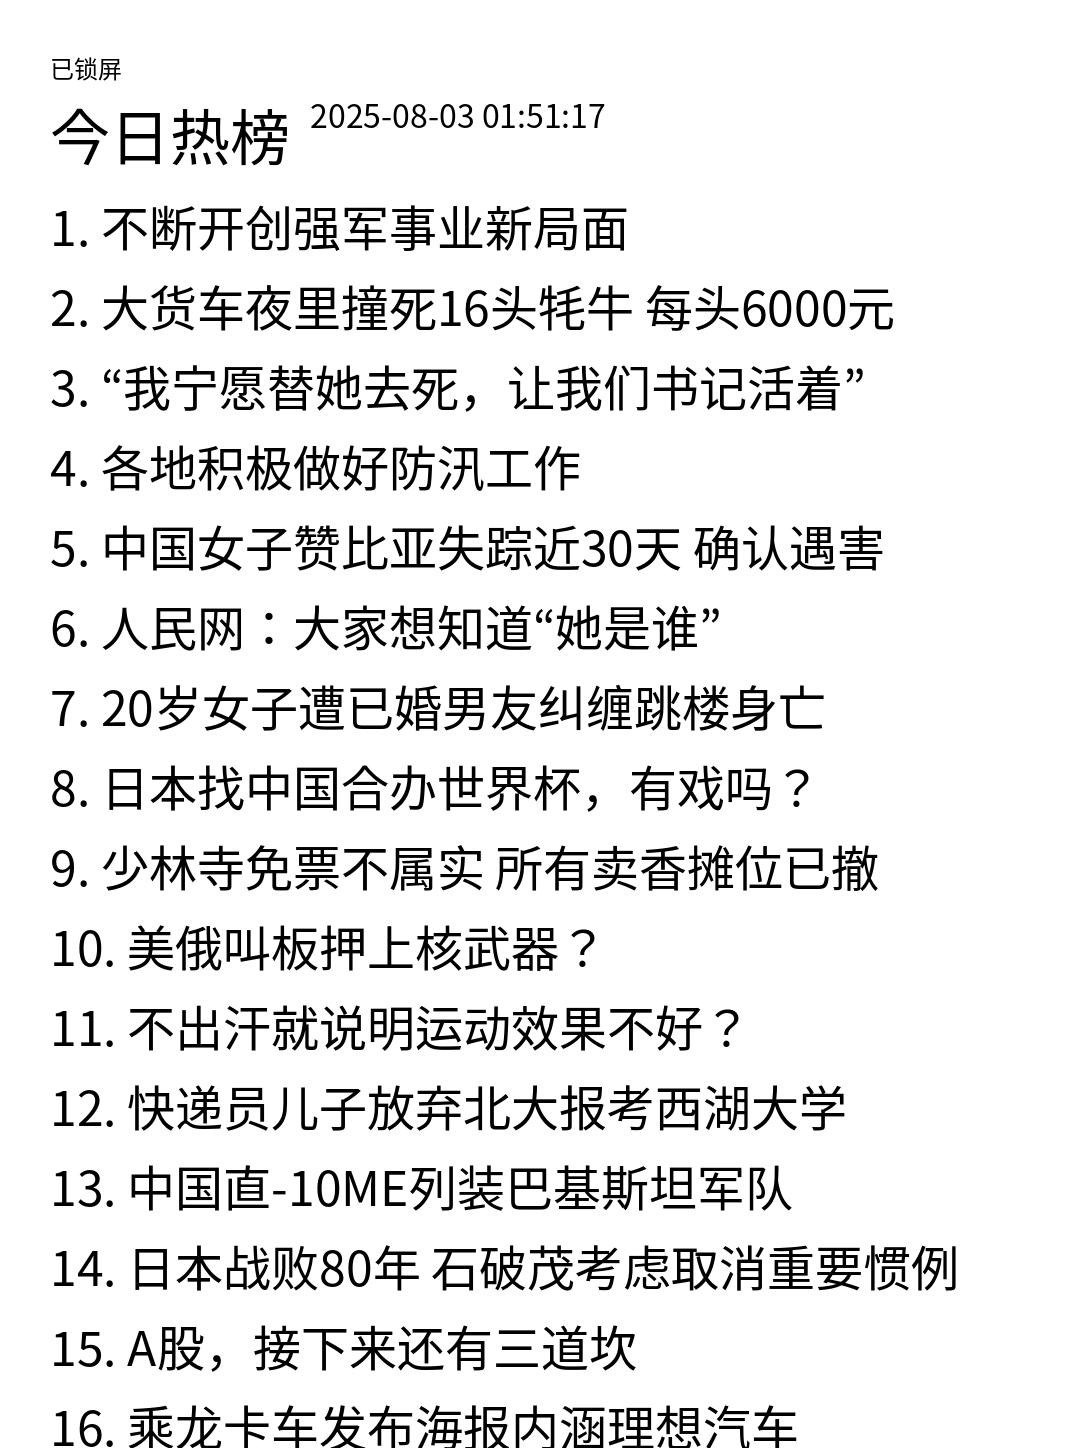 已锁屏
今日热榜 2025-08-03 01:51:17
1. 不断开创强军事业新局面
2. 大货车夜里撞死16头牦牛 每头6000元
3. “我宁愿替她去死，让我们书记活着”
4. 各地积极做好防汛工作
5. 中国女子赞比亚失踪近30天 确认遇害
6. 人民网：大家想知道“她是谁”
7. 20岁女子遭已婚男友纠缠跳楼身亡
8. 日本找中国合办世界杯，有戏吗？
9. 少林寺免票不属实 所有卖香摊位已撤
10. 美俄叫板押上核武器？
11. 不出汗就说明运动效果不好？
12. 快递员儿子放弃北大报考西湖大学
13. 中国直-10ME列装巴基斯坦军队
14. 日本战败80年 石破茂考虑取消重要惯例
15. A股，接下来还有三道坎
16. 乘龙卡车发布海报内涵理想汽车